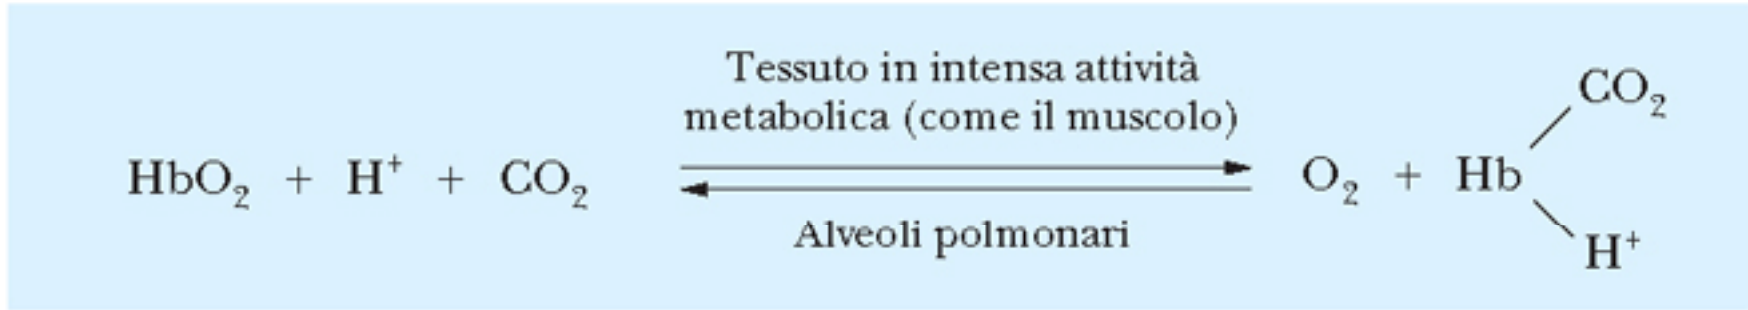 Tessuto in intensa attività
metabolica (come il muscolo)
HbO₂ + H⁺ + CO₂
O₂ + Hb
CO₂
H⁺
Alveoli polmonari